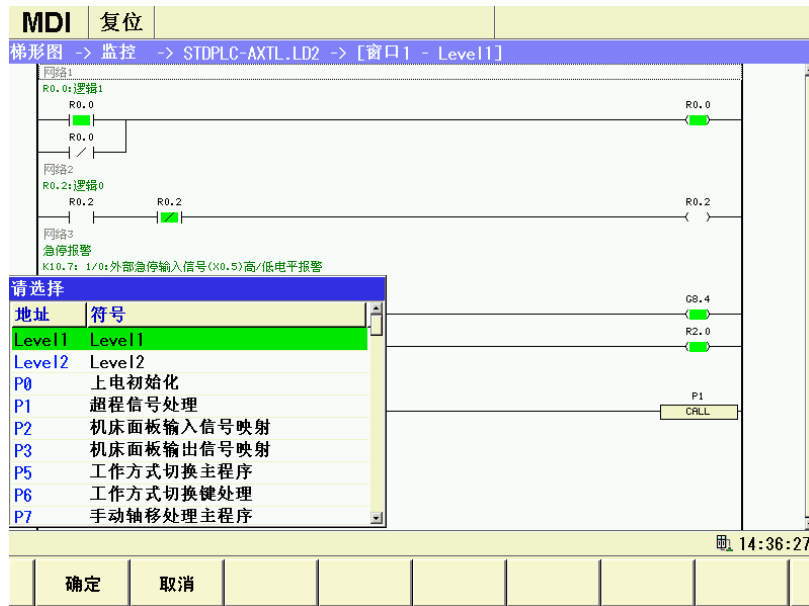 MDI 复位
梯形图 -> 监控 -> STDPLC-AXTL.LD2 -> [窗口1 - Level1]
网络1
R0.0:逻辑1
R0.0 R0.0
R0.0
网络2
R0.2:逻辑0
R0.2 R0.2 R0.2
网络3
急停报警
K10.7: 1/0:外部急停输入信号(X0.5)高/低电平报警
请选择
G8.4
地址 符号
R2.0
Level1 Level1
Level2 Level2
P0 上电初始化
P1
CALL
P1 超程信号处理
P2 机床面板输入信号映射
P3 机床面板输出信号映射
P5 工作方式切换主程序
P6 工作方式切换键处理
P7 手动轴移处理主程序
14:36:27
确定 取消